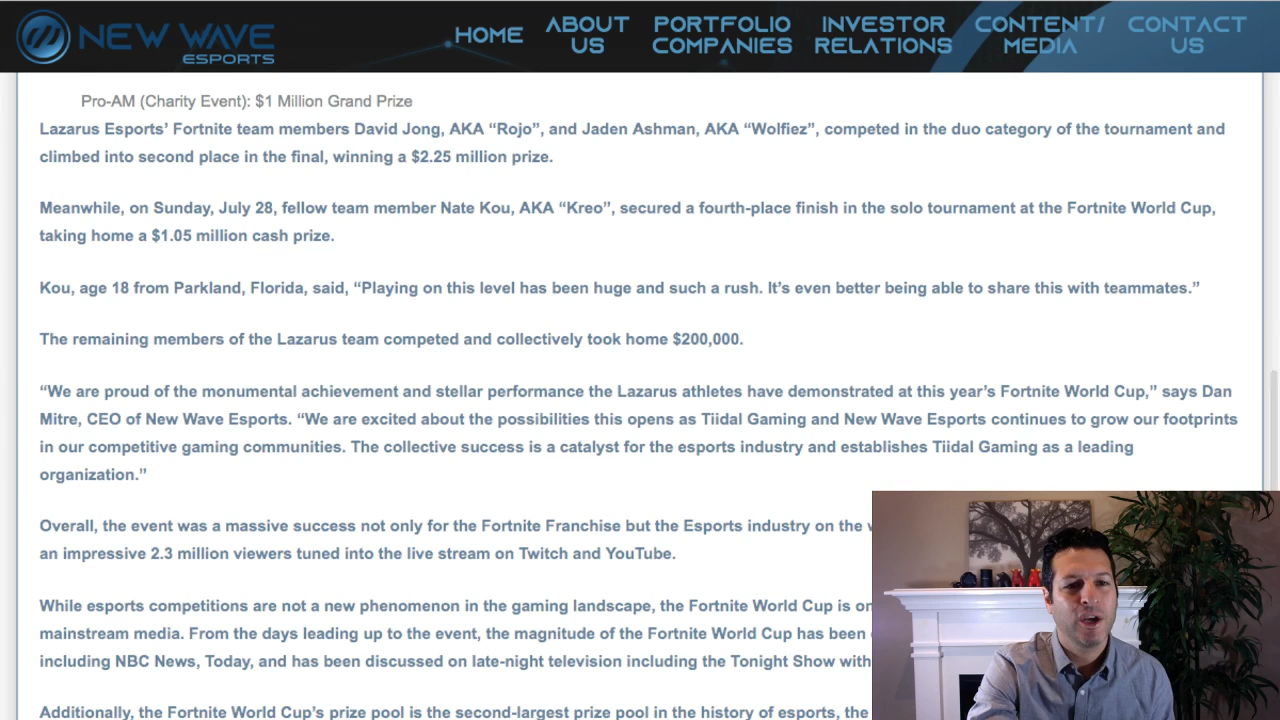 NEW WAVE
ESPORTS
HOME
ABOUT
US
PORTFOLIO
COMPANIES
INVESTOR
RELATIONS
CONTENT/
MEDIA
CONTACT
US
Pro-AM (Charity Event): $1 Million Grand Prize
Lazarus Esports’ Fortnite team members David Jong, AKA “Rojo”, and Jaden Ashman, AKA “Wolfiez”, competed in the duo category of the tournament and
climbed into second place in the final, winning a $2.25 million prize.
Meanwhile, on Sunday, July 28, fellow team member Nate Kou, AKA “Kreo”, secured a fourth-place finish in the solo tournament at the Fortnite World Cup,
taking home a $1.05 million cash prize.
Kou, age 18 from Parkland, Florida, said, “Playing on this level has been huge and such a rush. It’s even better being able to share this with teammates.”
The remaining members of the Lazarus team competed and collectively took home $200,000.
“We are proud of the monumental achievement and stellar performance the Lazarus athletes have demonstrated at this year’s Fortnite World Cup,” says Dan
Mitre, CEO of New Wave Esports. “We are excited about the possibilities this opens as Tiidal Gaming and New Wave Esports continues to grow our footprints
in our competitive gaming communities. The collective success is a catalyst for the esports industry and establishes Tiidal Gaming as a leading
organization.”
Overall, the event was a massive success not only for the Fortnite Franchise but the Esports industry on the
an impressive 2.3 million viewers tuned into the live stream on Twitch and YouTube.
While esports competitions are not a new phenomenon in the gaming landscape, the Fortnite World Cup is
mainstream media. From the days leading up to the event, the magnitude of the Fortnite World Cup has been
including NBC News, Today, and has been discussed on late-night television including the Tonight Show with
Additionally, the Fortnite World Cup’s prize pool is the second-largest prize pool in the history of esports, the